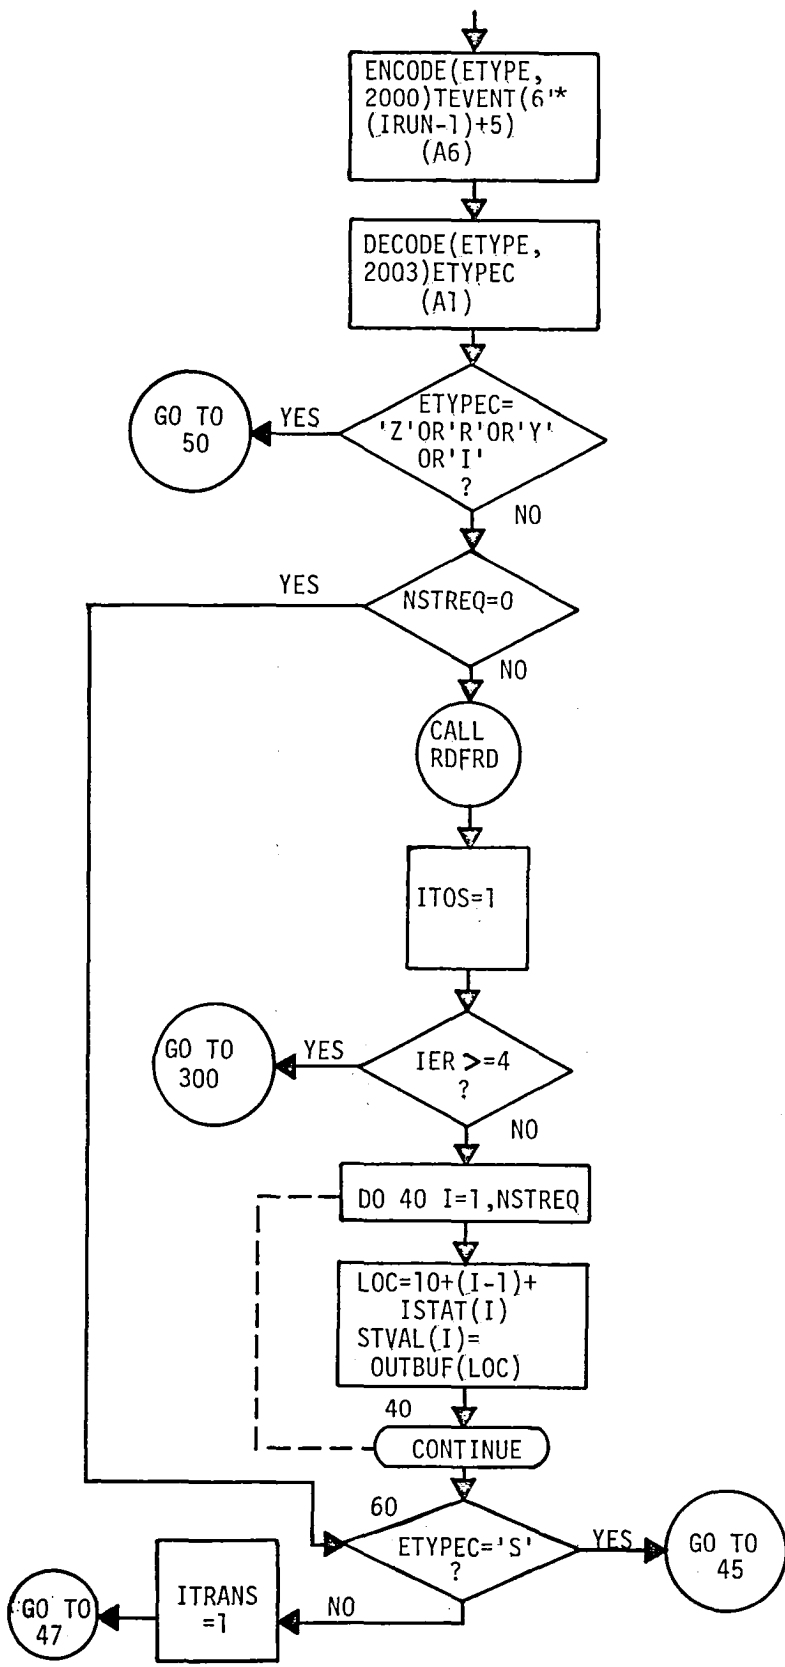 ENCODE(ETYPE,
2000)TEVENT(6'*
(IRUN-1)+5)
(A6)
DECODE(ETYPE,
2003)ETYPEC
(A1)
ETYPEC=
'Z'OR'R'OR'Y'
OR'I'
?
YES
GO TO
50
NO
NSTREQ=0
YES
NO
CALL
RDFRD
ITOS=1
IER >=4
?
YES
GO TO
300
NO
DO 40 I=1,NSTREQ
LOC=10+(I-1)+
ISTAT(I)
STVAL(I)=
OUTBUF(LOC)
40
CONTINUE
60
ETYPEC='S'
?
YES
GO TO
45
NO
ITRANS
=1
GO TO
47